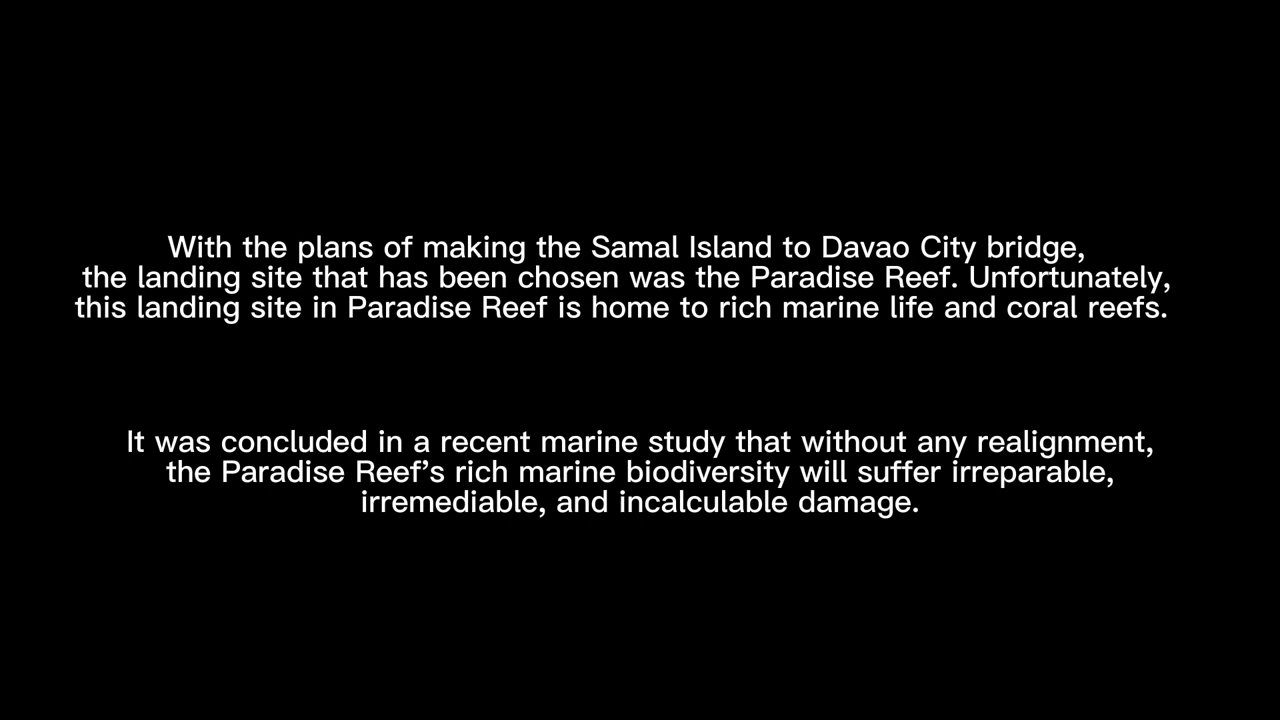 With the plans of making the Samal Island to Davao City bridge,
the landing site that has been chosen was the Paradise Reef. Unfortunately,
this landing site in Paradise Reef is home to rich marine life and coral reefs.
It was concluded in a recent marine study that without any realignment,
the Paradise Reef’s rich marine biodiversity will suffer irreparable,
irremediable, and incalculable damage.